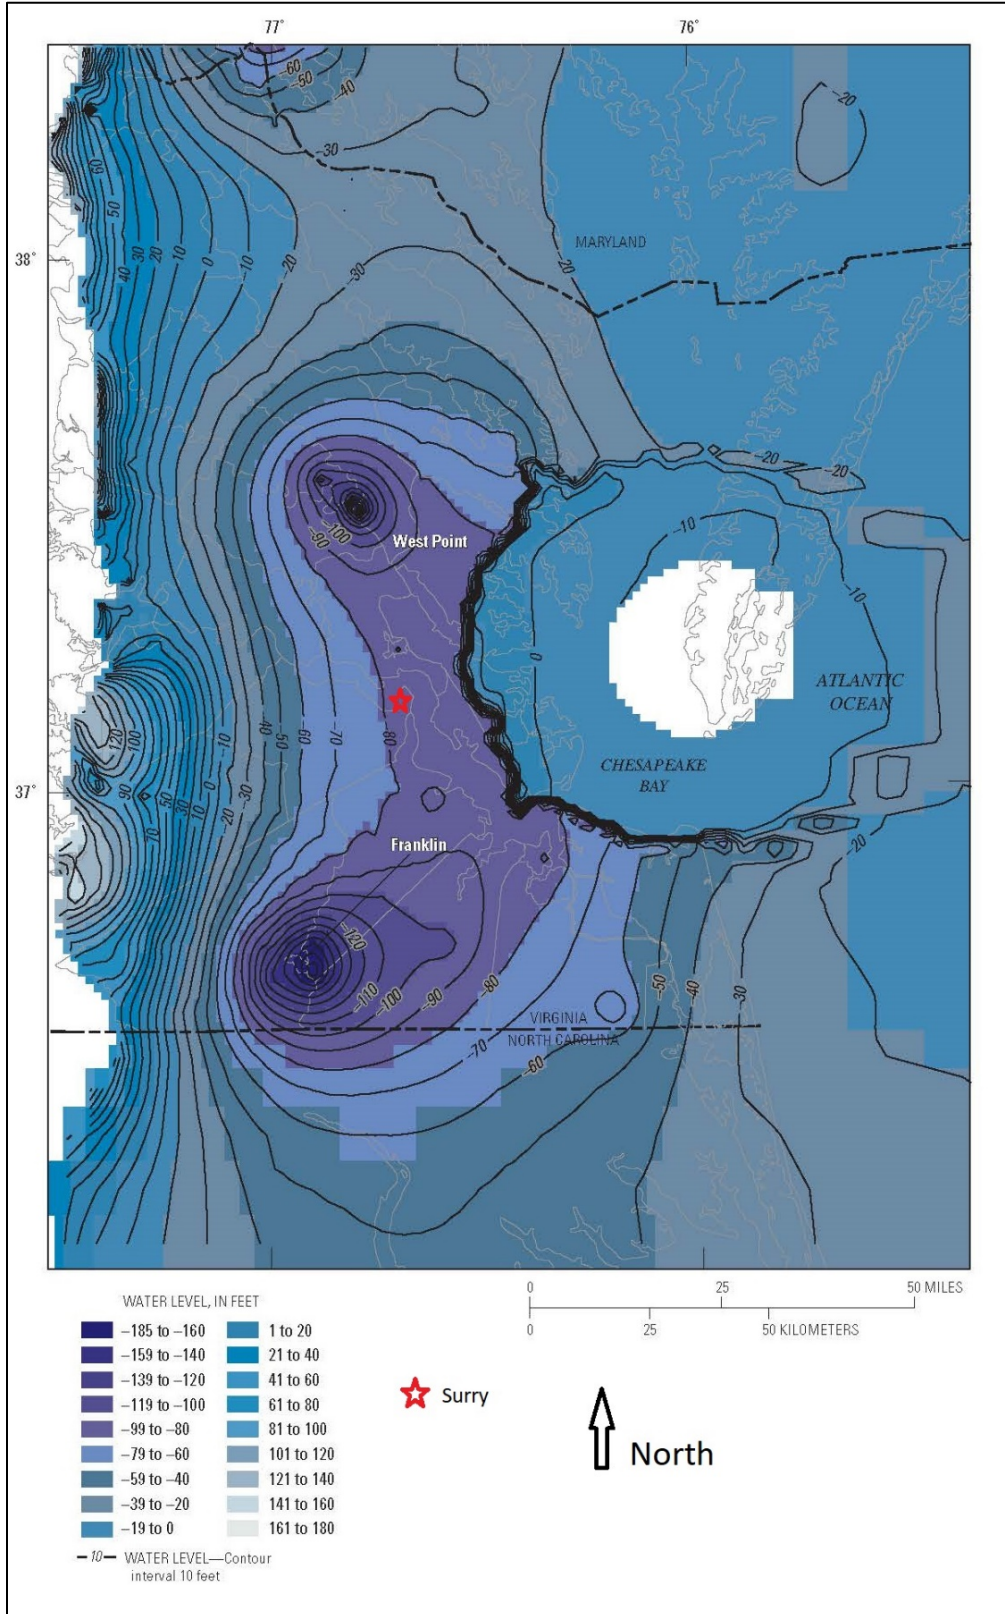 77° 76°
–60
–50
–40
–20
–30
60
50
40
30
20
10
0
–10
–20
MARYLAND
38°
–30
–20
–20
–20
–10
–100
–90
West Point
–10
0
ATLANTIC
OCEAN
120
100
–10
–20
–30
–40
–50
–60
–70
–80
CHESAPEAKE
BAY
37°
90
70
50
30
0
–20
Franklin
–120
–110
–100
–90
–80
–50
–40
–30
VIRGINIA
NORTH CAROLINA
–70
–60
0 25 50 MILES
0 25 50 KILOMETERS
WATER LEVEL, IN FEET
–185 to –160 1 to 20
–159 to –140 21 to 40
–139 to –120 41 to 60
–119 to –100 61 to 80
–99 to –80 81 to 100
–79 to –60 101 to 120
–59 to –40 121 to 140
–39 to –20 141 to 160
–19 to 0 161 to 180
Surry
North
–10 — WATER LEVEL—Contour
interval 10 feet